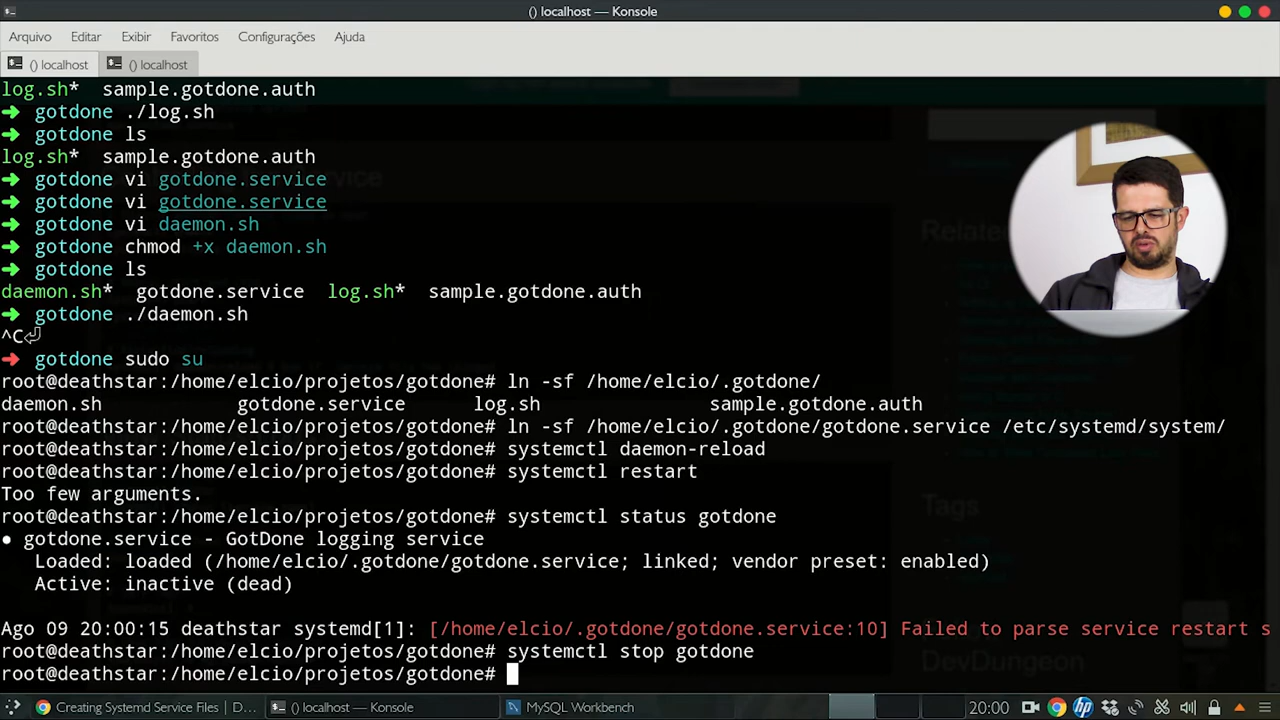 () localhost — Konsole
Arquivo Editar Exibir Favoritos Configurações Ajuda
() localhost () localhost
log.sh* sample.gotdone.auth
➜ gotdone ./log.sh
➜ gotdone ls
log.sh* sample.gotdone.auth
➜ gotdone vi gotdone.service
➜ gotdone vi gotdone.service
➜ gotdone vi daemon.sh
➜ gotdone chmod +x daemon.sh
➜ gotdone ls
daemon.sh* gotdone.service log.sh* sample.gotdone.auth
➜ gotdone ./daemon.sh
^C⏎
➜ gotdone sudo su
root@deathstar:/home/elcio/projetos/gotdone# ln -sf /home/elcio/.gotdone/
daemon.sh gotdone.service log.sh sample.gotdone.auth
root@deathstar:/home/elcio/projetos/gotdone# ln -sf /home/elcio/.gotdone/gotdone.service /etc/systemd/system/
root@deathstar:/home/elcio/projetos/gotdone# systemctl daemon-reload
root@deathstar:/home/elcio/projetos/gotdone# systemctl restart
Too few arguments.
root@deathstar:/home/elcio/projetos/gotdone# systemctl status gotdone
● gotdone.service - GotDone logging service
Loaded: loaded (/home/elcio/.gotdone/gotdone.service; linked; vendor preset: enabled)
Active: inactive (dead)
Ago 09 20:00:15 deathstar systemd[1]: [/home/elcio/.gotdone/gotdone.service:10] Failed to parse service restart s
root@deathstar:/home/elcio/projetos/gotdone# systemctl stop gotdone
root@deathstar:/home/elcio/projetos/gotdone#
Related
Tags
DevDungeon
Creating Systemd Service Files | D… () localhost — Konsole MySQL Workbench 20:00